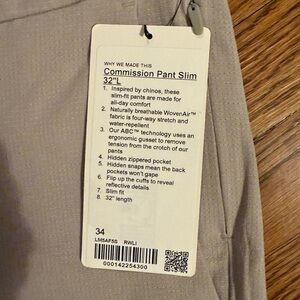 WHY WE MADE THIS
Commission Pant Slim
32"L
1. Inspired by chinos, these
slim-fit pants are made for
all-day comfort
2. Naturally breathable WovenAir™
fabric is four-way stretch and
water-repellent
3. Our ABC™ technology uses an
ergonomic gusset to remove
tension from the crotch of our
pants
4. Hidden zippered pocket
5. Hidden snaps mean the back
pockets won't gape
6. Flip up the cuffs to reveal
reflective details
7. Slim fit
8. 32" length
34
LM5AF5S RWLI
000142254300